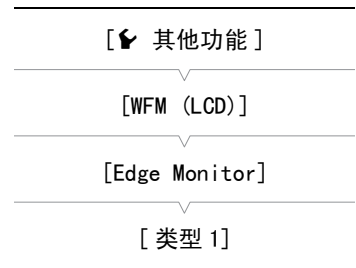 [ 其他功能 ]
[WFM (LCD)]
[Edge Monitor]
[ 类型 1]